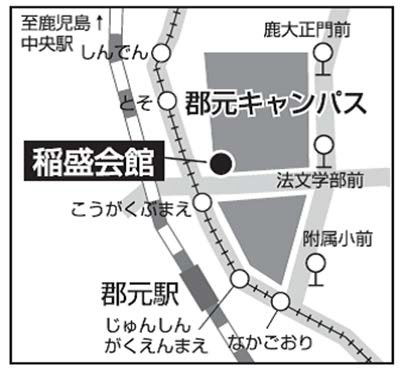 至鹿児島↑
中央駅
しんでん
鹿大正門前
とそ
郡元キャンパス
稲盛会館
法文学部前
こうがくぶまえ
附属小前
郡元駅
じゅんしん
がくえんまえ
なかごおり